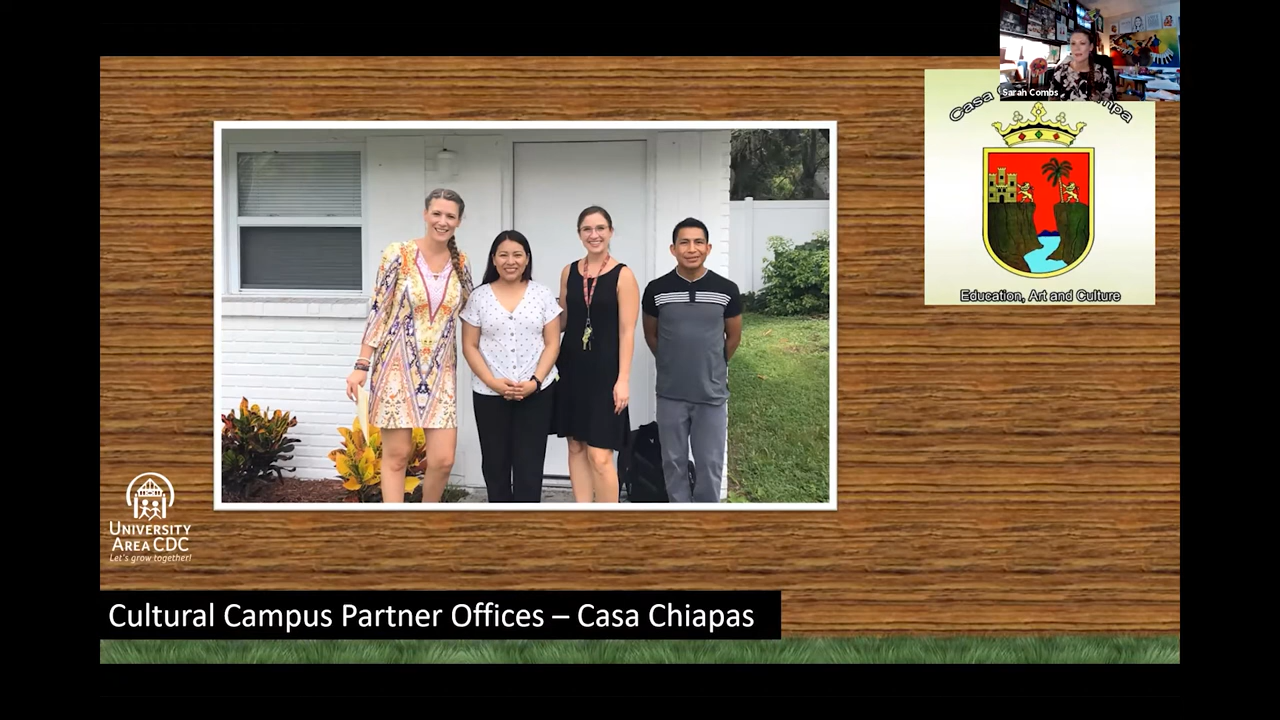 Sarah Combs
Casa
Education, Art and Culture
UNIVERSITY
AREA CDC
Let's grow together!
Cultural Campus Partner Offices – Casa Chiapas